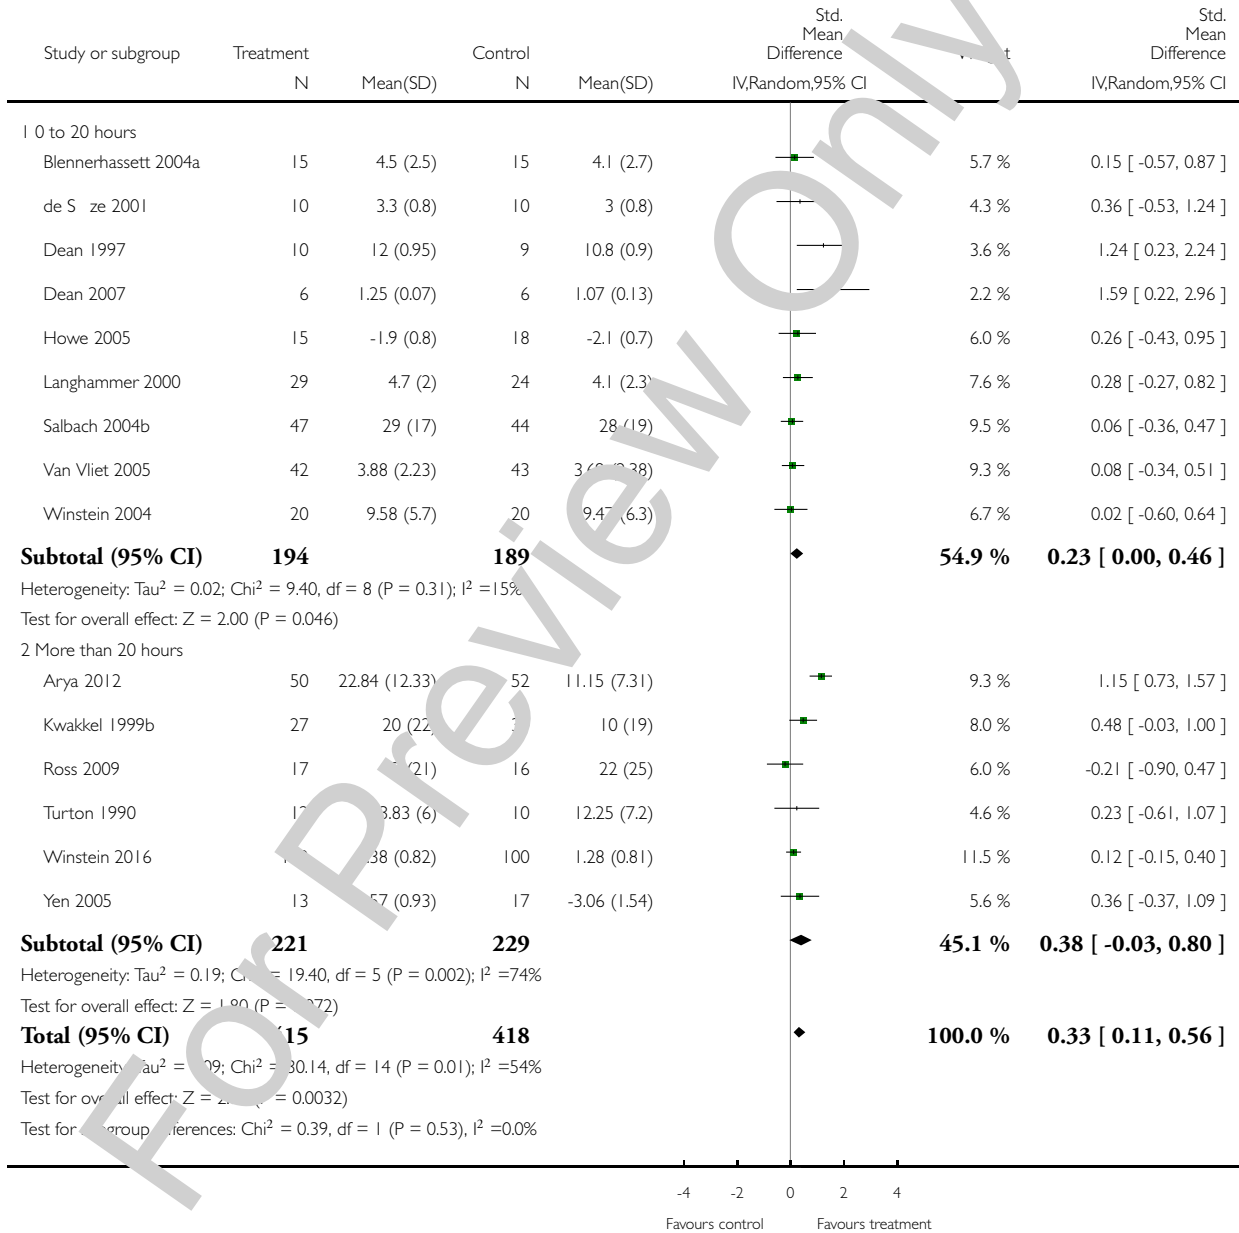 Std.
Mean
Difference
Std.
Mean
Difference
Study or subgroup Treatment Control
N Mean(SD) N Mean(SD) IV,Random,95% CI IV,Random,95% CI
1 0 to 20 hours
Blennerhassett 2004a 15 4.5 (2.5) 15 4.1 (2.7) 5.7 % 0.15 [ -0.57, 0.87 ]
de S ze 2001 10 3.3 (0.8) 10 3 (0.8) 4.3 % 0.36 [ -0.53, 1.24 ]
Dean 1997 10 12 (0.95) 9 10.8 (0.9) 3.6 % 1.24 [ 0.23, 2.24 ]
Dean 2007 6 1.25 (0.07) 6 1.07 (0.13) 2.2 % 1.59 [ 0.22, 2.96 ]
Howe 2005 15 -1.9 (0.8) 18 -2.1 (0.7) 6.0 % 0.26 [ -0.43, 0.95 ]
Langhammer 2000 29 4.7 (2) 24 4.1 (2.3) 7.6 % 0.28 [ -0.27, 0.82 ]
Salbach 2004b 47 29 (17) 44 28 (19) 9.5 % 0.06 [ -0.36, 0.47 ]
Van Vliet 2005 42 3.88 (2.23) 43 9.3 % 0.08 [ -0.34, 0.51 ]
Winstein 2004 20 9.58 (5.7) 20 9.47 (6.3) 6.7 % 0.02 [ -0.60, 0.64 ]
Subtotal (95% CI) 194 189 54.9 % 0.23 [ 0.00, 0.46 ]
Heterogeneity: Tau² = 0.02; Chi² = 9.40, df = 8 (P = 0.31); I² =15%
Test for overall effect: Z = 2.00 (P = 0.046)
2 More than 20 hours
Arya 2012 50 22.84 (12.33) 52 11.15 (7.31) 9.3 % 1.15 [ 0.73, 1.57 ]
Kwakkel 1999b 27 20 (22) 10 (19) 8.0 % 0.48 [ -0.03, 1.00 ]
Ross 2009 17 (21) 16 22 (25) 6.0 % -0.21 [ -0.90, 0.47 ]
Turton 1990 (6) 10 12.25 (7.2) 4.6 % 0.23 [ -0.61, 1.07 ]
Winstein 2016 (0.82) 100 1.28 (0.81) 11.5 % 0.12 [ -0.15, 0.40 ]
Yen 2005 13 (0.93) 17 -3.06 (1.54) 5.6 % 0.36 [ -0.37, 1.09 ]
Subtotal (95% CI) 221 229 45.1 % 0.38 [ -0.03, 0.80 ]
Heterogeneity: Tau² = 0.19; = 19.40, df = 5 (P = 0.002); I² =74%
Test for overall effect: Z = 1.80 (P =
Total (95% CI) 418 100.0 % 0.33 [ 0.11, 0.56 ]
Heterogeneity: Chi² = 30.14, df = 14 (P = 0.01); I² =54%
Test for overall effect: Z = = 0.0032)
Test for Chi² = 0.39, df = 1 (P = 0.53), I² =0.0%
-4 -2 0 2 4
Favours control Favours treatment
For Preview Only